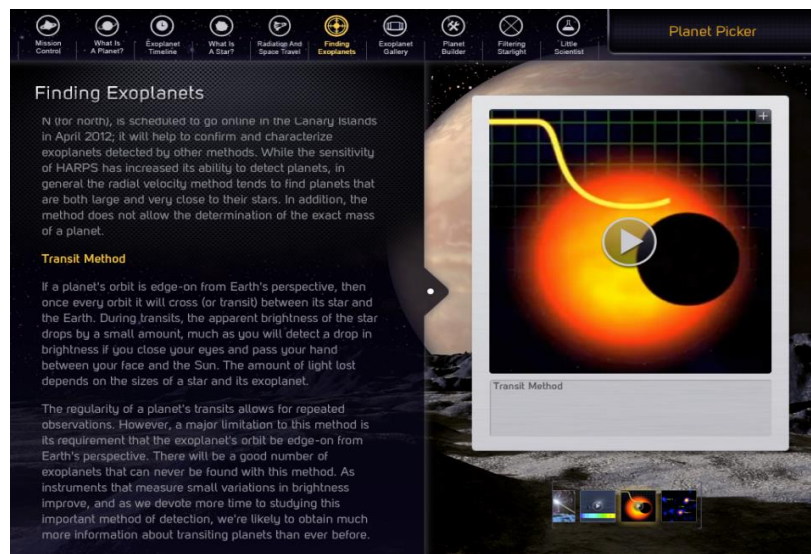 Mission
Control
What Is
A Planet?
Exoplanet
Timeline
What Is
A Star?
Radiation And
Space Travel
Finding
Exoplanets
Exoplanet
Gallery
Planet
Builder
Filtering
Starlight
Little
Scientist
Planet Picker
Finding Exoplanets
N (for north), is scheduled to go online in the Canary Islands
in April 2012; it will help to confirm and characterize
exoplanets detected by other methods. While the sensitivity
of HARPS has increased its ability to detect planets, in
general the radial velocity method tends to find planets that
are both large and very close to their stars. In addition, the
method does not allow the determination of the exact mass
of a planet.
Transit Method
If a planet's orbit is edge-on from Earth's perspective, then
once every orbit it will cross (or transit) between its star and
the Earth. During transits, the apparent brightness of the star
drops by a small amount, much as you will detect a drop in
brightness if you close your eyes and pass your hand
between your face and the Sun. The amount of light lost
depends on the sizes of a star and its exoplanet.
The regularity of a planet's transits allows for repeated
observations. However, a major limitation to this method is
its requirement that the exoplanet's orbit be edge-on from
Earth's perspective. There will be a good number of
exoplanets that can never be found with this method. As
instruments that measure small variations in brightness
improve, and as we devote more time to studying this
important method of detection, we're likely to obtain much
more information about transiting planets than ever before.
Transit Method